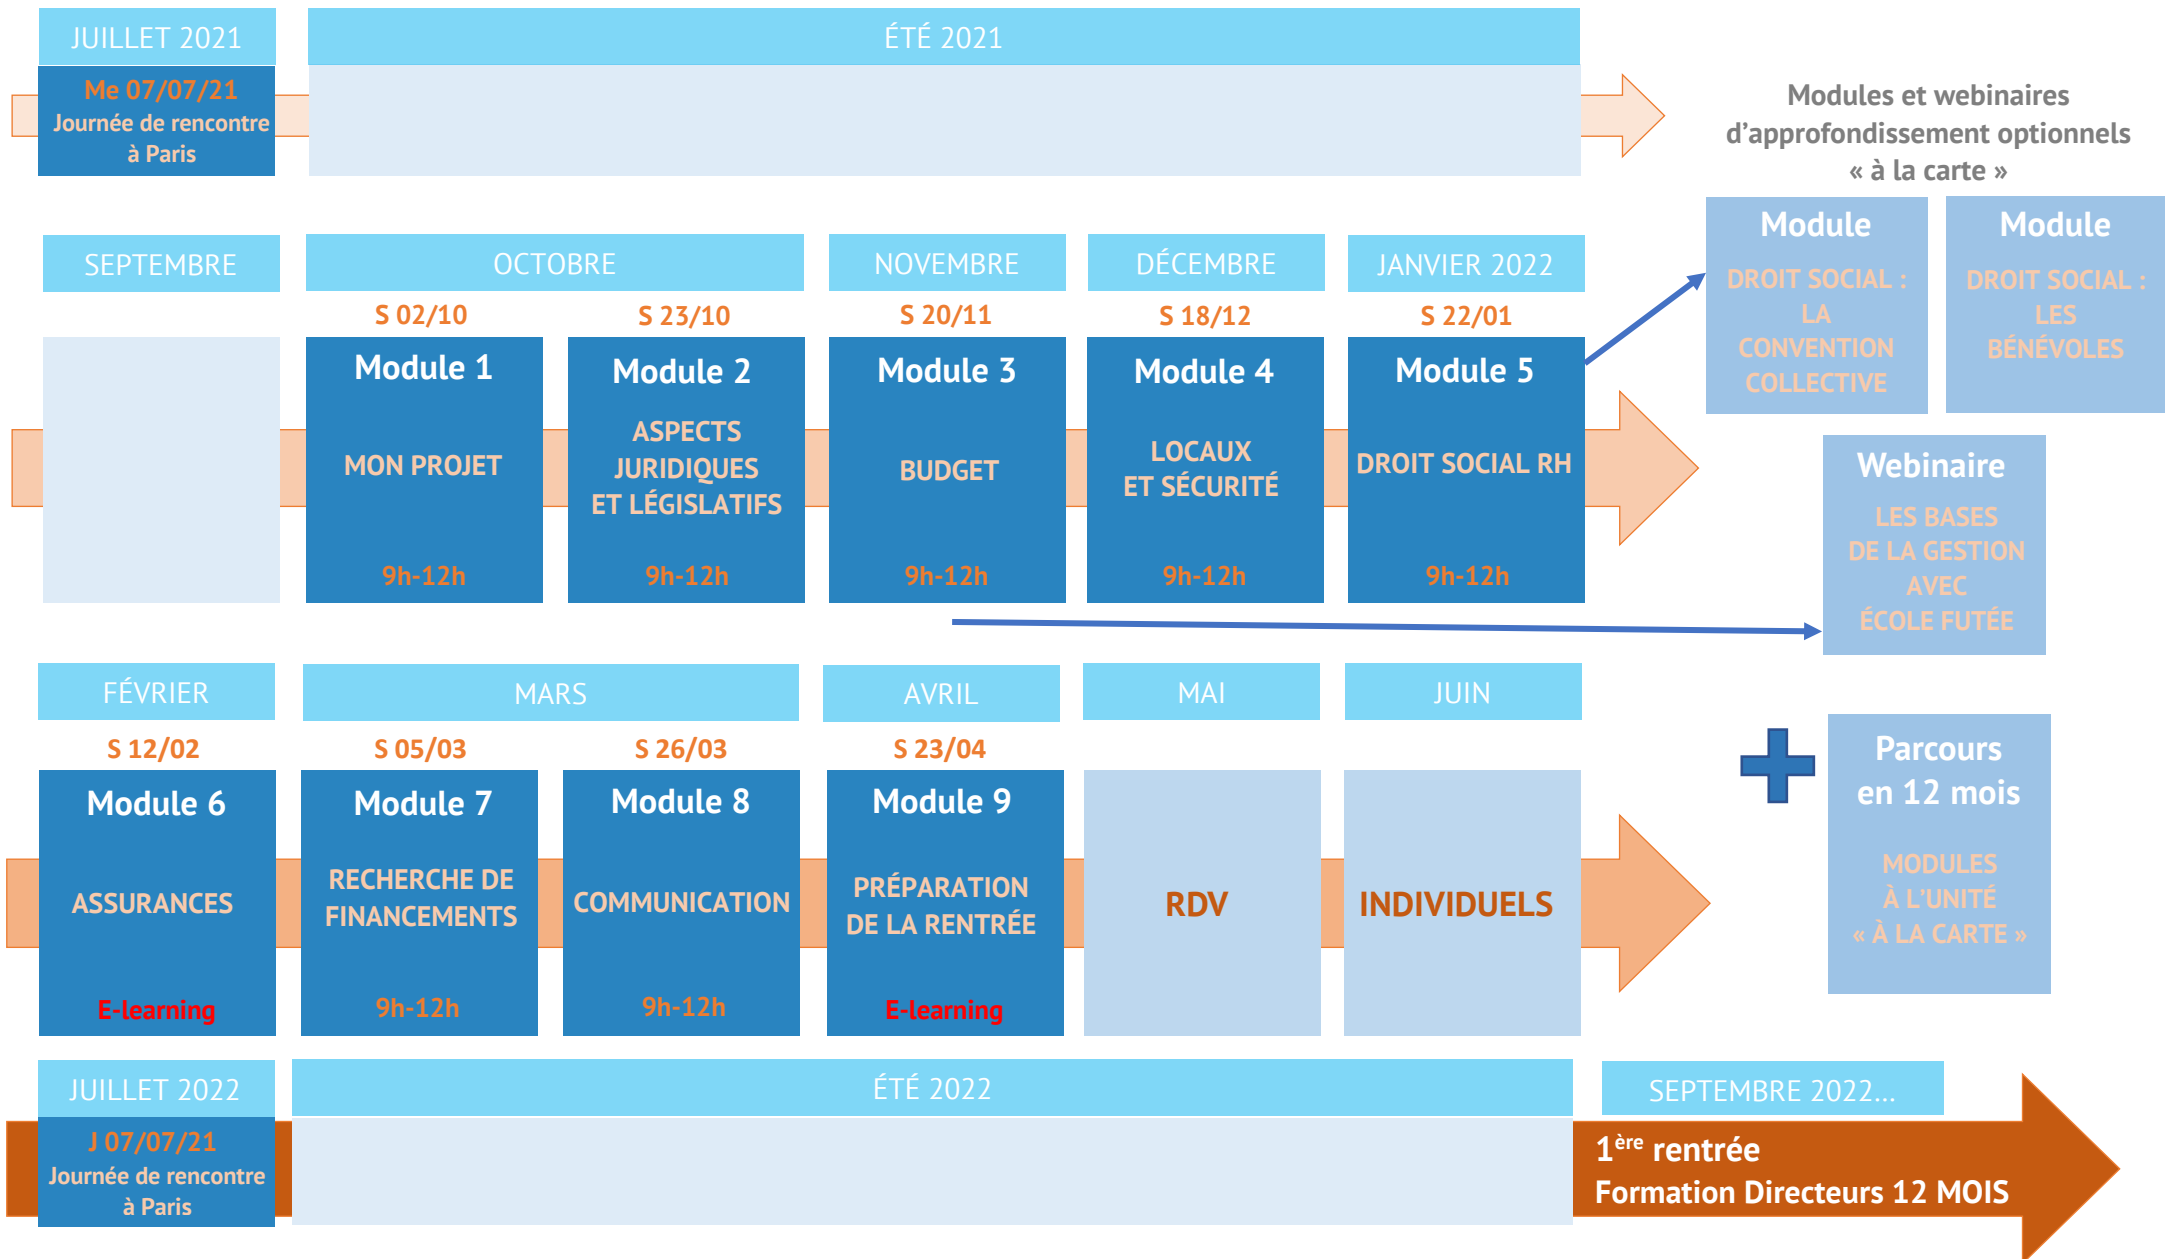 JUILLET 2021
ÉTÉ 2021
Me 07/07/21
Journée de rencontre
à Paris
Modules et webinaires
d'approfondissement optionnels
« à la carte »
Module
DROIT SOCIAL :
LA
CONVENTION
COLLECTIVE
Module
DROIT SOCIAL :
LES
BÉNÉVOLES
SEPTEMBRE
OCTOBRE
NOVEMBRE
DÉCEMBRE
JANVIER 2022
S 02/10
Module 1
MON PROJET
9h-12h
S 23/10
Module 2
ASPECTS
JURIDIQUES
ET LÉGISLATIFS
9h-12h
S 20/11
Module 3
BUDGET
9h-12h
S 18/12
Module 4
LOCAUX
ET SÉCURITÉ
9h-12h
S 22/01
Module 5
DROIT SOCIAL RH
9h-12h
Webinaire
LES BASES
DE LA GESTION
AVEC
ÉCOLE FUTÉE
FÉVRIER
MARS
AVRIL
MAI
JUIN
S 12/02
Module 6
ASSURANCES
E-learning
S 05/03
Module 7
RECHERCHE DE
FINANCEMENTS
9h-12h
S 26/03
Module 8
COMMUNICATION
9h-12h
S 23/04
Module 9
PRÉPARATION
DE LA RENTRÉE
E-learning
RDV
INDIVIDUELS
Parcours
en 12 mois
MODULES
À L'UNITÉ
« À LA CARTE »
JUILLET 2022
ÉTÉ 2022
SEPTEMBRE 2022...
J 07/07/21
Journée de rencontre
à Paris
1ère rentrée
Formation Directeurs 12 MOIS